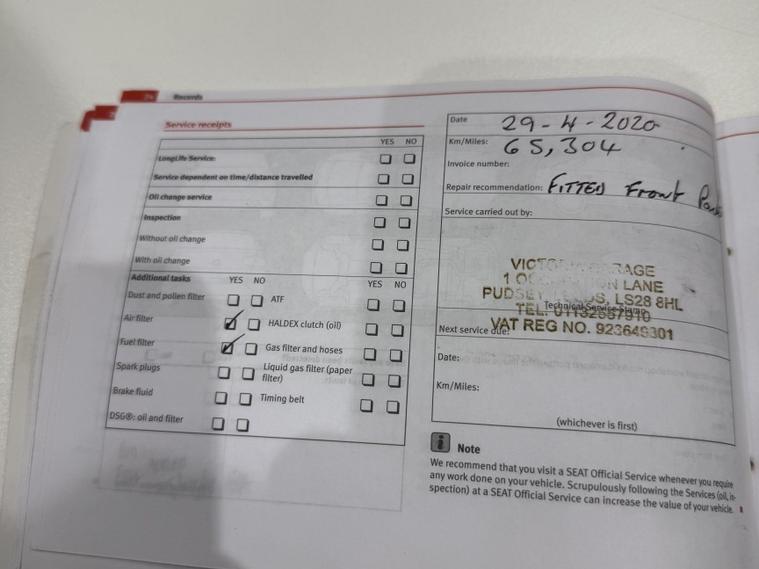 74 Records
Service receipts
YES NO
LongLife Service:
Service dependent on time/distance travelled
Oil change service
Inspection
Without oil change
With oil change
Additional tasks YES NO YES NO
Dust and pollen filter ATF
Air filter HALDEX clutch (oil)
Fuel filter Gas filter and hoses
Spark plugs Liquid gas filter (paper
filter)
Brake fluid Timing belt
DSG®: oil and filter
Date 29-4-2020
Km/Miles: 65,304
Invoice number:
Repair recommendation: FITTED Front
Service carried out by:
LANE
LS28 8HL
Technical Service Stamp
TEL:
VAT REG NO.
Next service due:
Date:
Km/Miles:
(whichever is first)
i Note
We recommend that you visit a SEAT Official Service whenever you require
any work done on your vehicle. Scrupulously following the Services (oil, in-
spection) at a SEAT Official Service can increase the value of your vehicle.